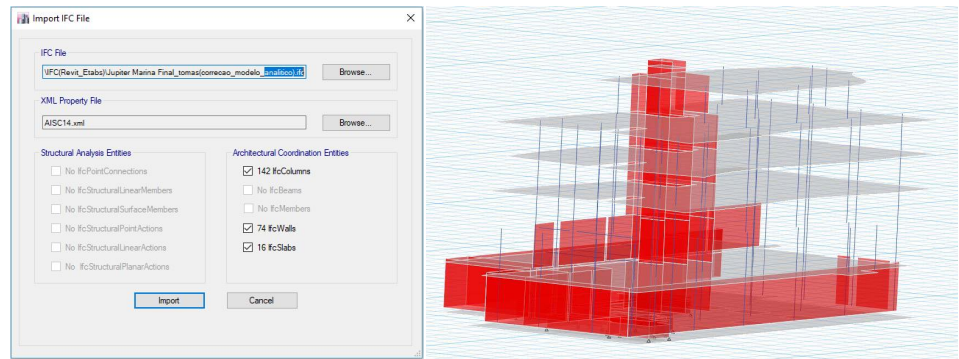 Import IFC File
IFC File
\IFC(Revit_Etabs)\Jupiter Marina Final_tomas(correcao_modelo_analitico).ifc
Browse...
XML Property File
AISC14.xml
Browse...
Structural Analysis Entities
No IfcPointConnections
No IfcStructuralLinearMembers
No IfcStructuralSurfaceMembers
No IfcStructuralPointActions
No IfcStructuralLinearActions
No IfcStructuralPlanarActions
Architectural Coordination Entities
142 IfcColumns
No IfcBeams
No IfcMembers
74 IfcWalls
16 IfcSlabs
Import
Cancel